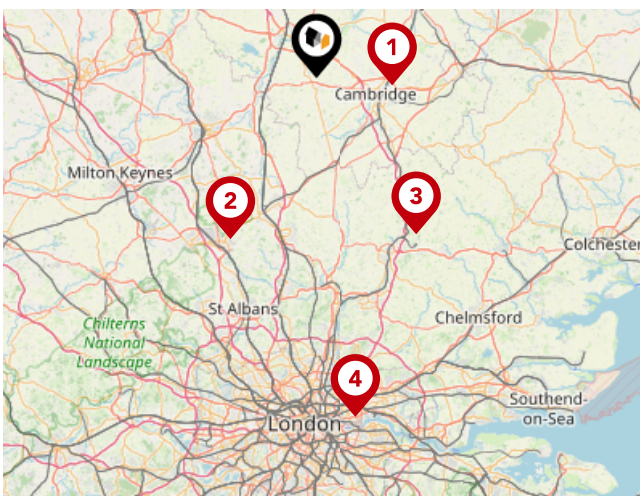 1
Cambridge
Milton Keynes
2
3
Colchester
St Albans
Chilterns
National
Landscape
Chelmsford
4
Southend-
on-Sea
London